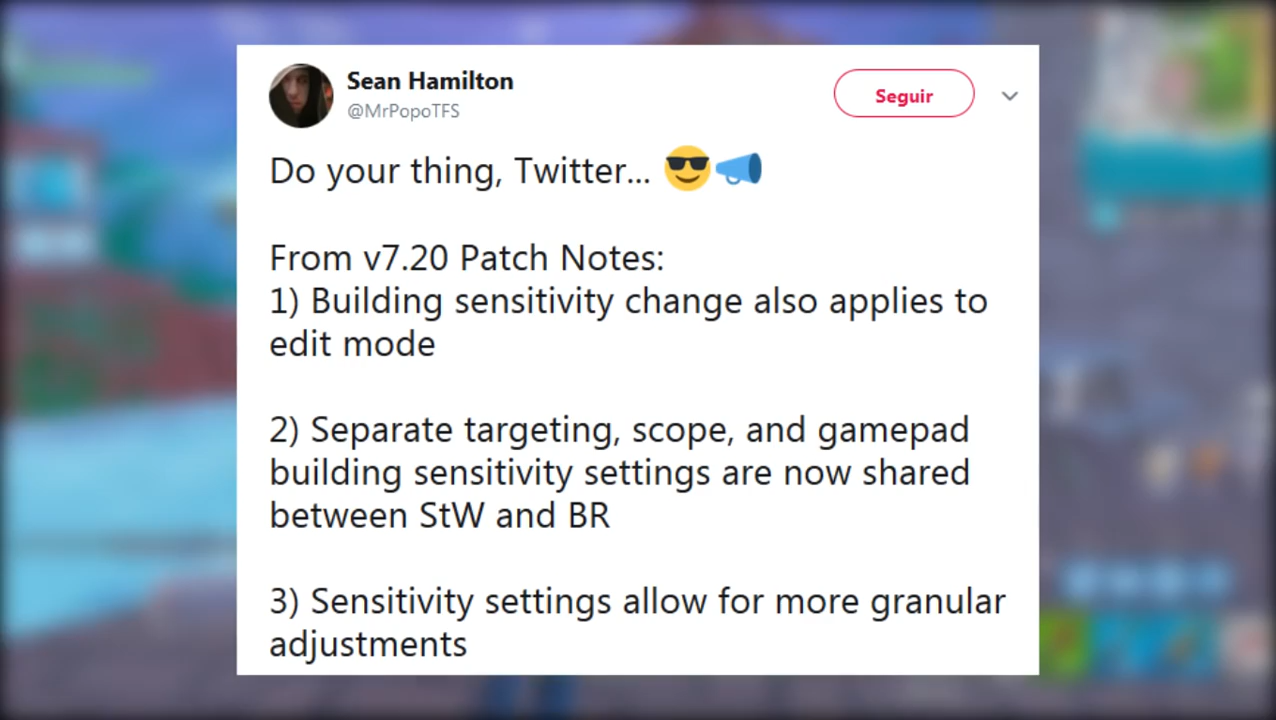 Sean Hamilton
@MrPopoTFS
Seguir
Do your thing, Twitter... 😎📣
From v7.20 Patch Notes:
1) Building sensitivity change also applies to
edit mode
2) Separate targeting, scope, and gamepad
building sensitivity settings are now shared
between StW and BR
3) Sensitivity settings allow for more granular
adjustments